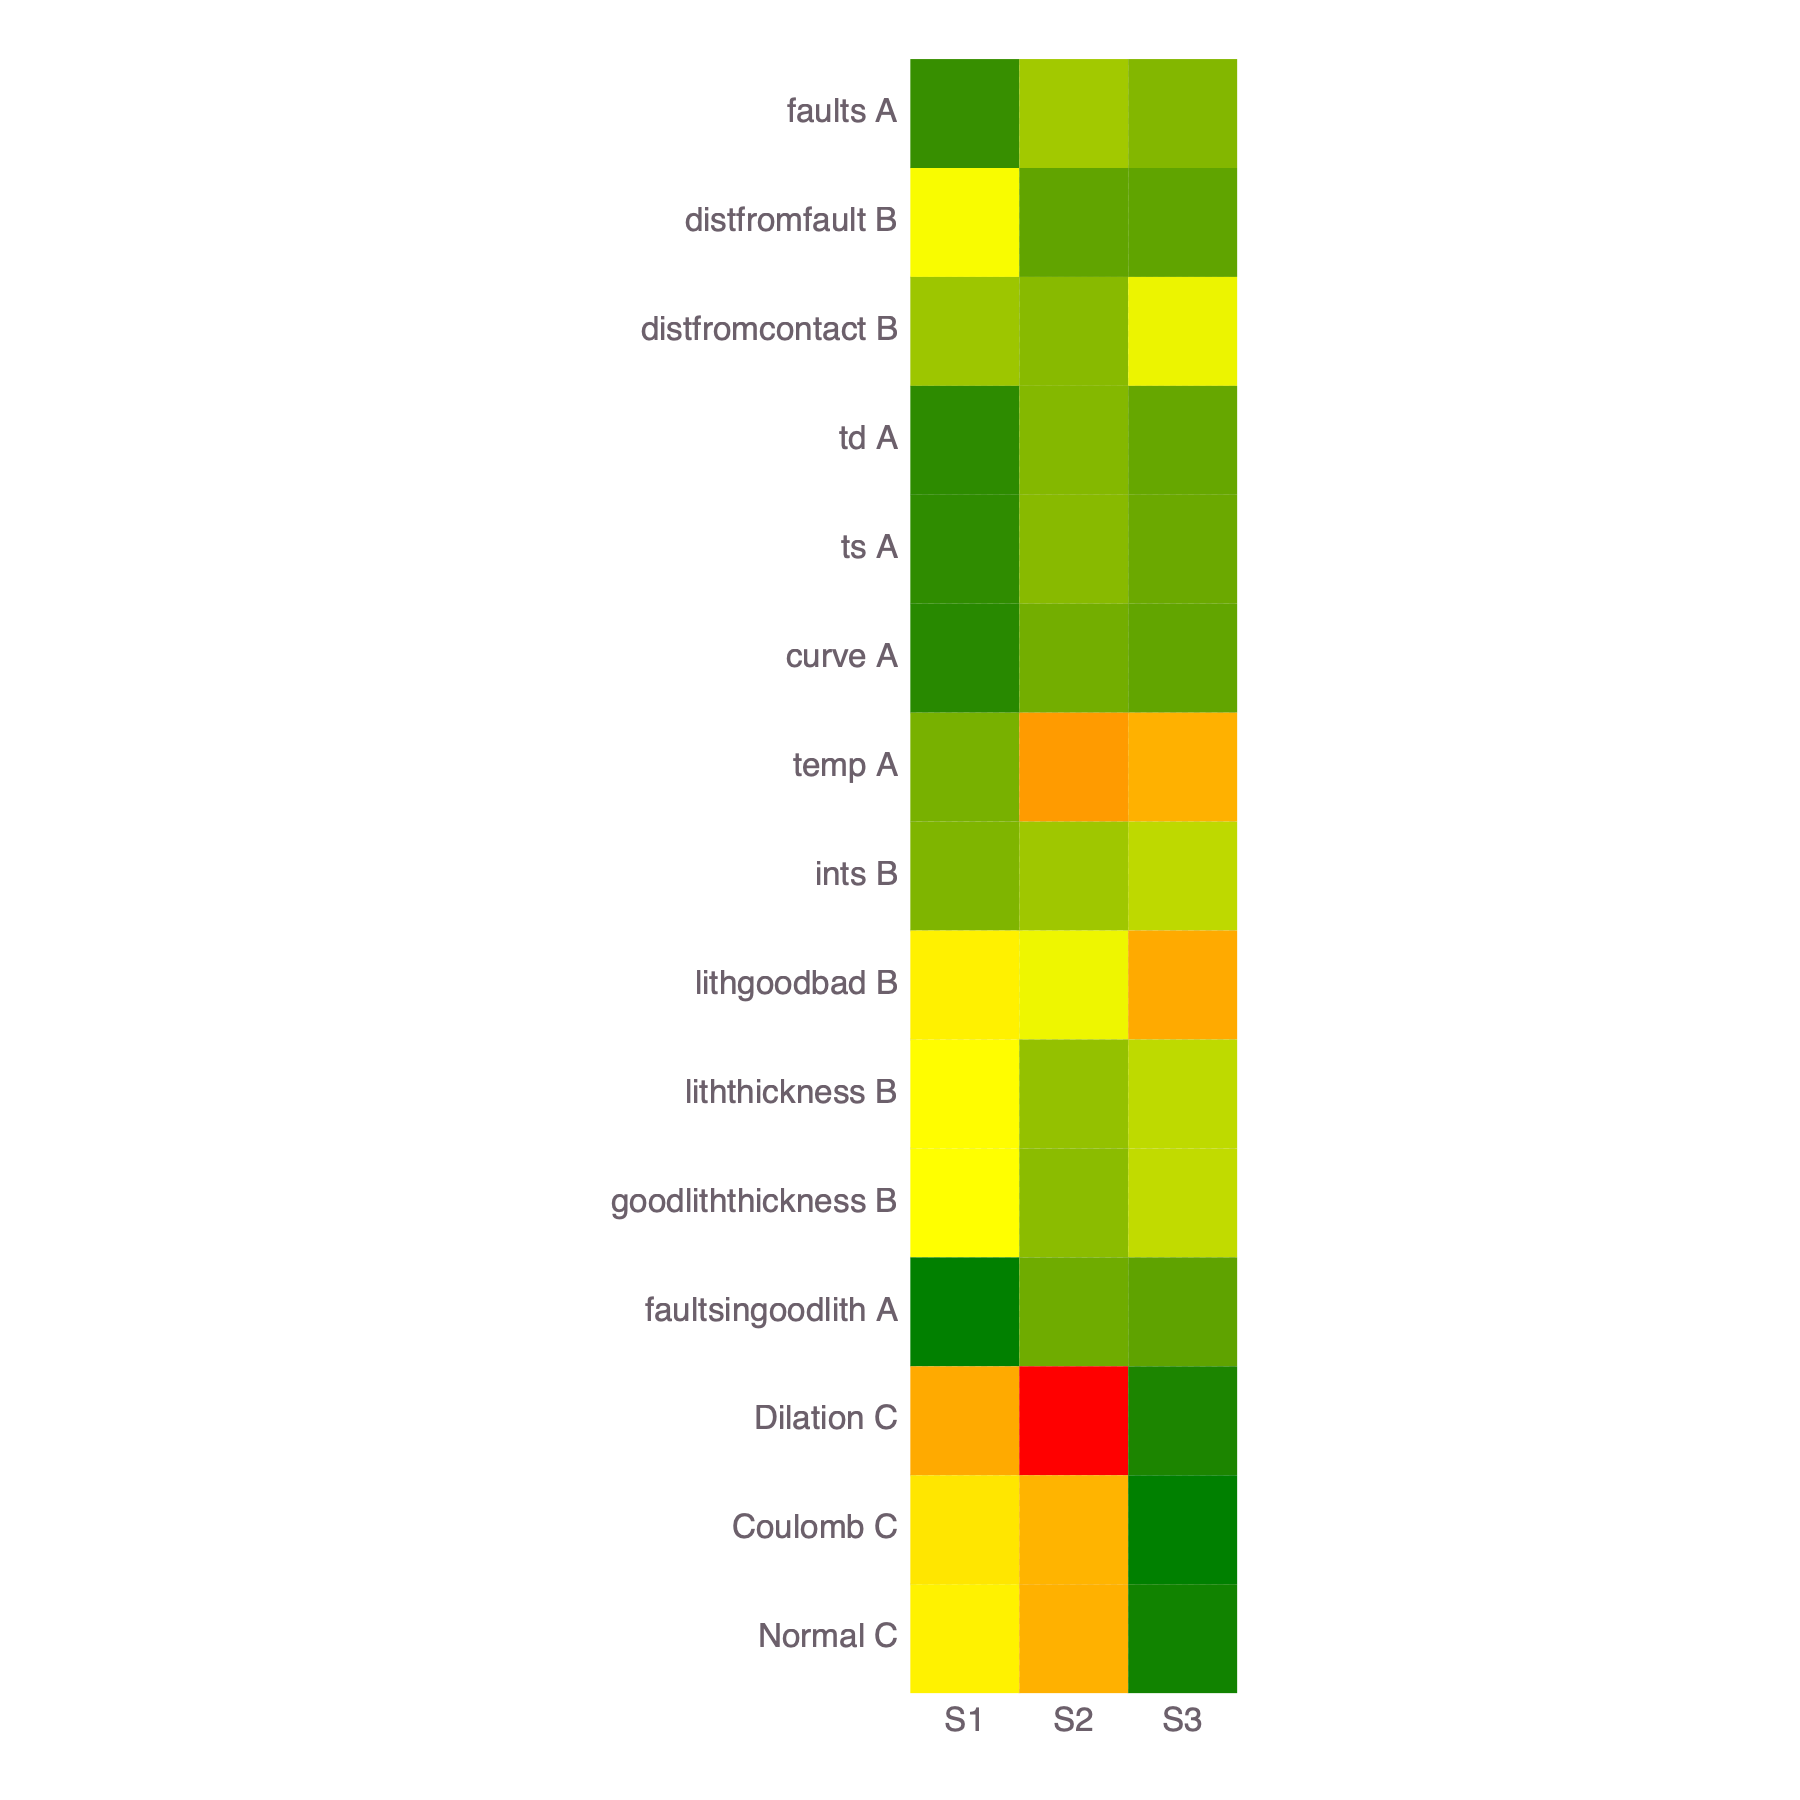 faults A
distfromfault B
distfromcontact B
td A
ts A
curve A
temp A
ints B
lithgoodbad B
liththickness B
goodliththickness B
faultsingoodlith A
Dilation C
Coulomb C
Normal C
S1 S2 S3